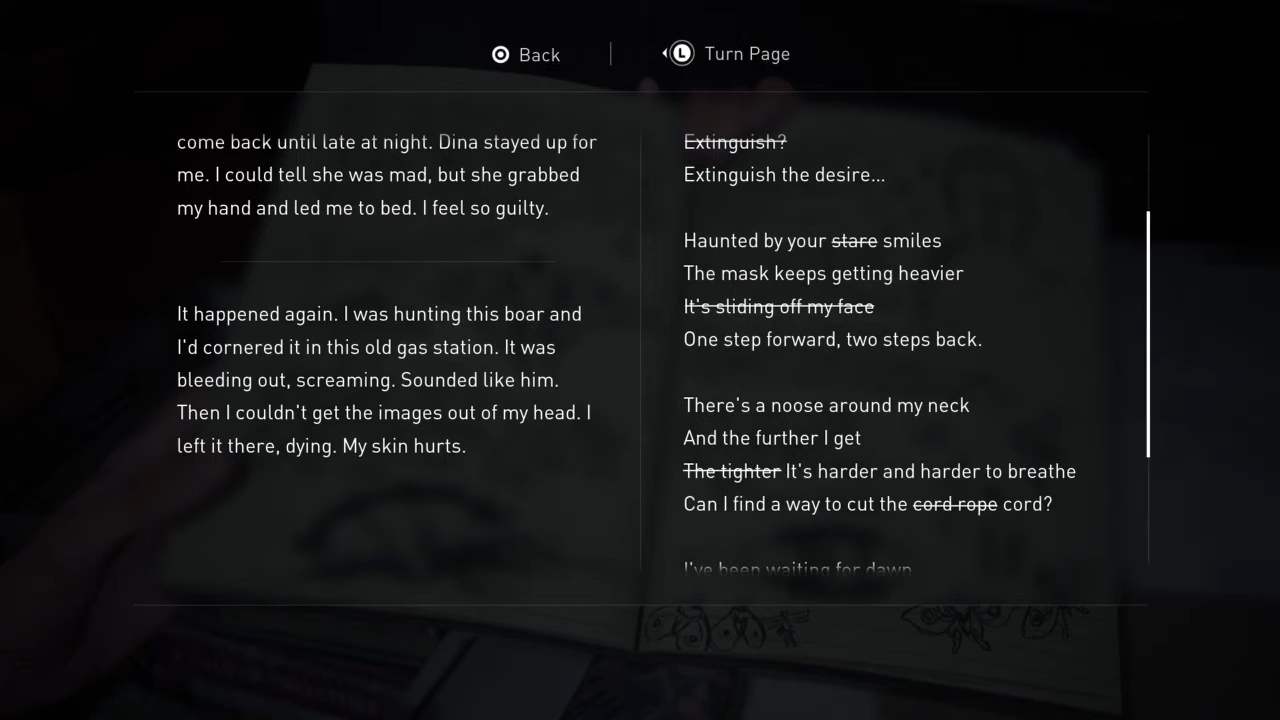 Back
L Turn Page
come back until late at night. Dina stayed up for
me. I could tell she was mad, but she grabbed
my hand and led me to bed. I feel so guilty.
It happened again. I was hunting this boar and
I'd cornered it in this old gas station. It was
bleeding out, screaming. Sounded like him.
Then I couldn't get the images out of my head. I
left it there, dying. My skin hurts.
Extinguish?
Extinguish the desire...
Haunted by your stare smiles
The mask keeps getting heavier
It's sliding off my face
One step forward, two steps back.
There's a noose around my neck
And the further I get
The tighter It's harder and harder to breathe
Can I find a way to cut the cord rope cord?
I've been waiting for dawn